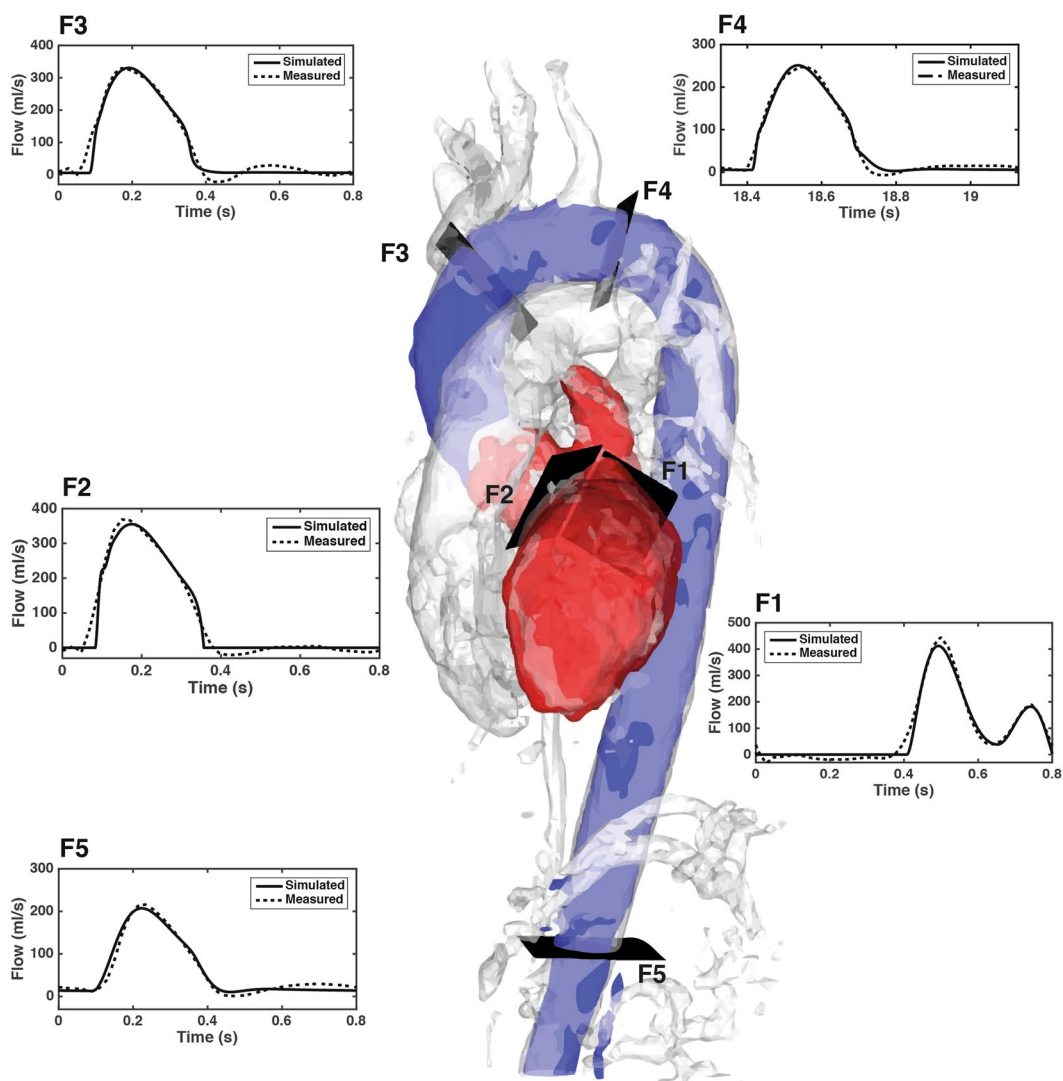 F3
400
300
200
100
0
Flow (ml/s)
Simulated
Measured
0 0.2 0.4 0.6 0.8
Time (s)
F4
300
200
100
0
Flow (ml/s)
Simulated
Measured
18.4 18.6 18.8 19
Time (s)
F4
F3
F1
F2
F2
400
300
200
100
0
Flow (ml/s)
Simulated
Measured
0 0.2 0.4 0.6 0.8
Time (s)
F1
500
400
300
200
100
0
Flow (ml/s)
Simulated
Measured
0 0.2 0.4 0.6 0.8
Time (s)
F5
300
200
100
0
Flow (ml/s)
Simulated
Measured
0 0.2 0.4 0.6 0.8
Time (s)
F5